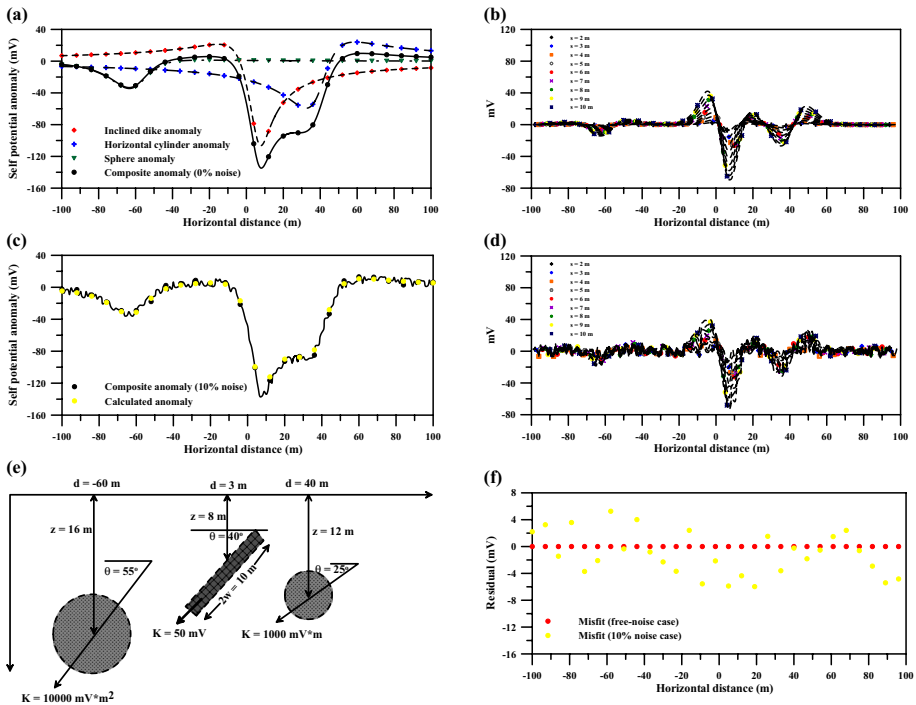 (a)
Self potential anomaly (mV)
40
0
-40
-80
-120
-160
Inclined dike anomaly
Horizontal cylinder anomaly
Sphere anomaly
Composite anomaly (0% noise)
-100 -80 -60 -40 -20 0 20 40 60 80 100
Horizontal distance (m)
(b)
mV
120
80
40
0
-40
-80
s = 2 m
s = 3 m
s = 4 m
s = 5 m
s = 6 m
s = 7 m
s = 8 m
s = 9 m
s = 10 m
-100 -80 -60 -40 -20 0 20 40 60 80 100
Horizontal distance (m)
(c)
Self potential anomaly (mV)
40
0
-40
-80
-120
-160
Composite anomaly (10% noise)
Calculated anomaly
-100 -80 -60 -40 -20 0 20 40 60 80 100
Horizontal distance (m)
(d)
mV
120
80
40
0
-40
-80
s = 2 m
s = 3 m
s = 4 m
s = 5 m
s = 6 m
s = 7 m
s = 8 m
s = 9 m
s = 10 m
-100 -80 -60 -40 -20 0 20 40 60 80 100
Horizontal distance (m)
(e)
d = -60 m d = 3 m d = 40 m
z = 16 m
z = 8 m
z = 12 m
θ = 55º
θ = 40º
θ = 25º
2w = 10 m
K = 50 mV
K = 1000 mV*m
K = 10000 mV*m²
(f)
Residual (mV)
8
4
0
-4
-8
-12
-16
Misfit (free-noise case)
Misfit (10% noise case)
-100 -80 -60 -40 -20 0 20 40 60 80 100
Horizontal distance (m)